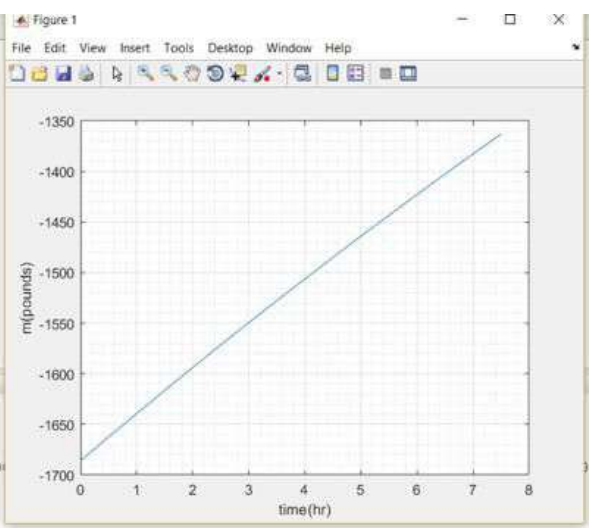 Figure 1
File Edit View Insert Tools Desktop Window Help
-1350
-1400
-1450
-1500
-1550
-1600
-1650
-1700
m(pounds)
0 1 2 3 4 5 6 7 8
time(hr)